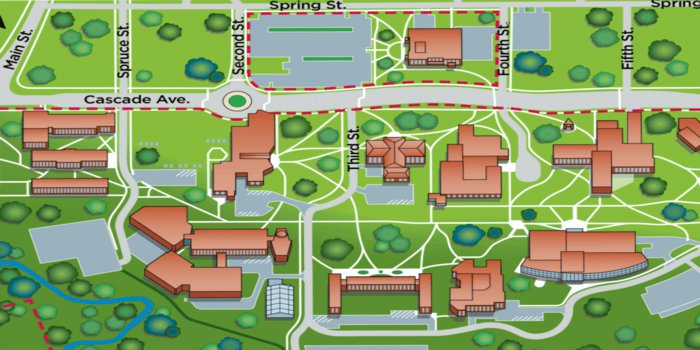 Spring St.
Spring
Main St.
Spruce St.
Second St.
Fourth St.
Fifth St.
Cascade Ave.
Third St.